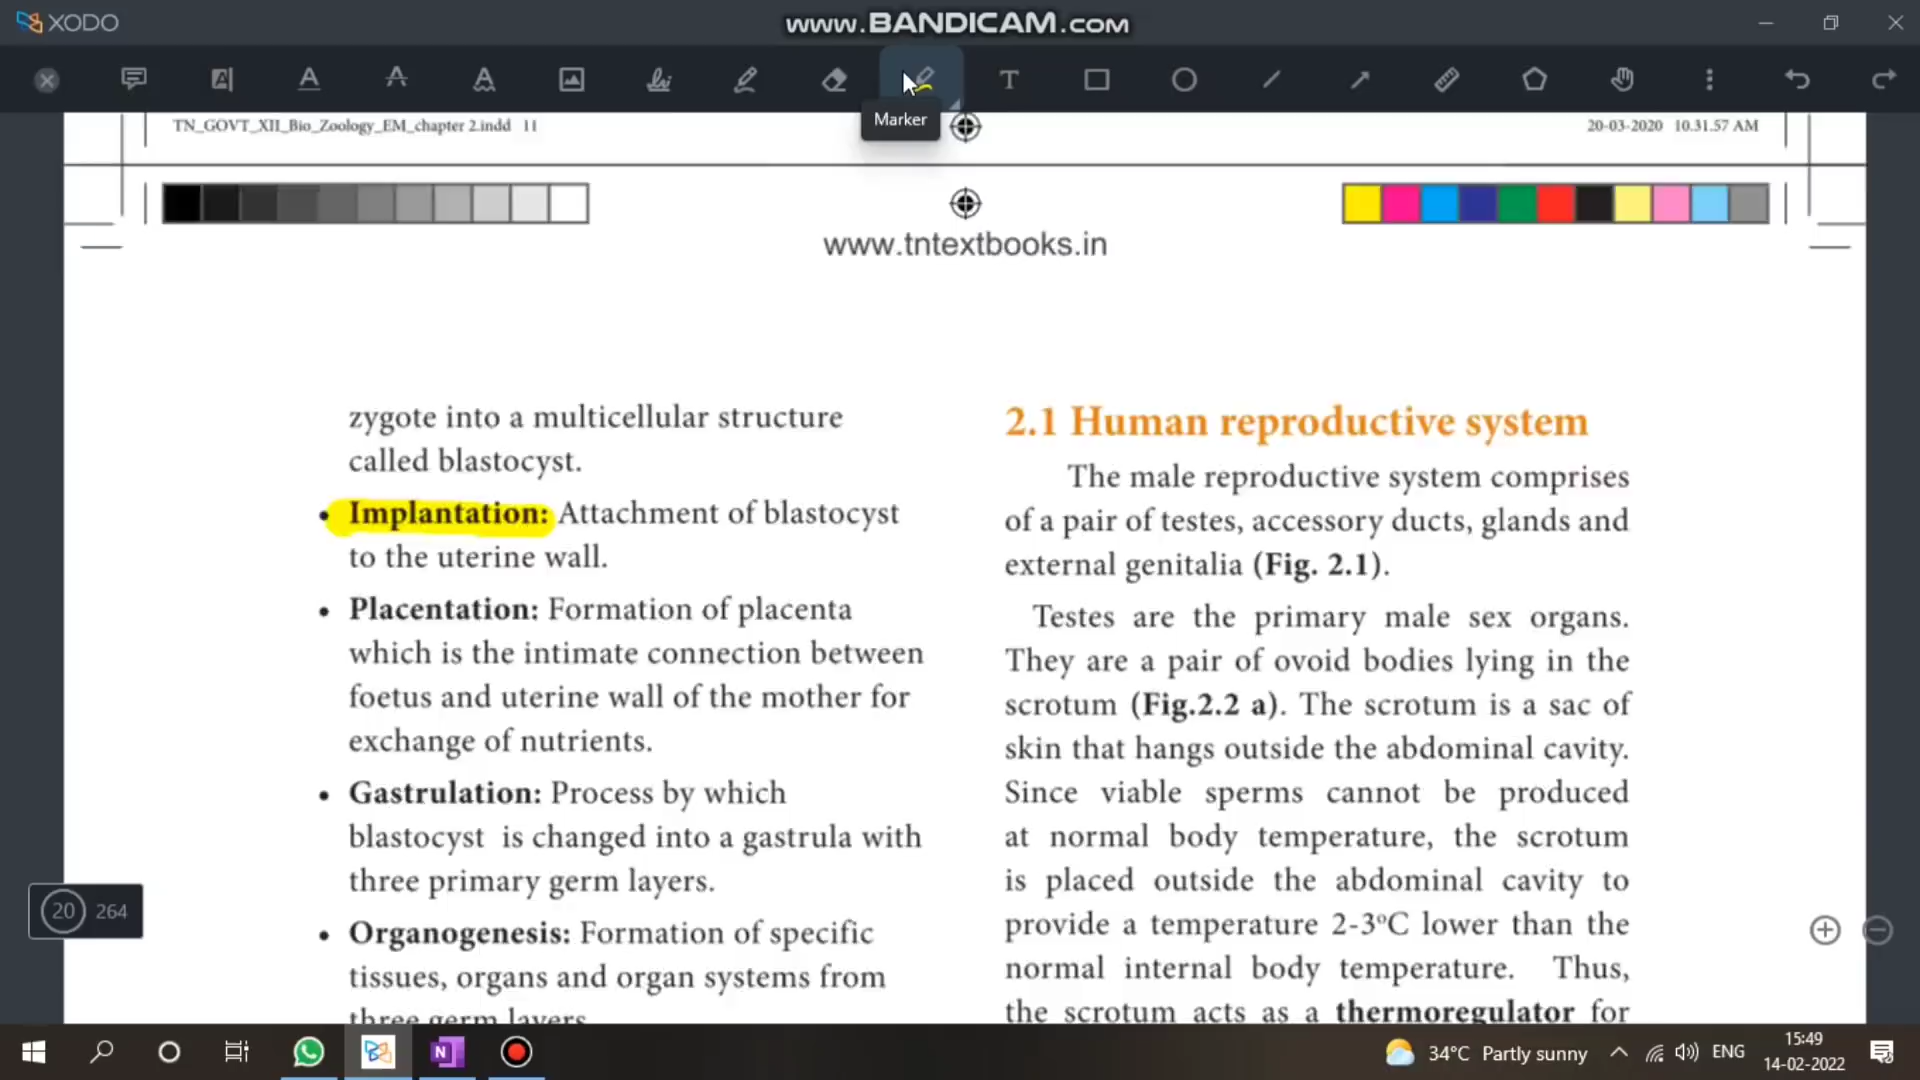 XODO
www.BANDICAM.com
Marker
TN_GOVT_XII_Bio_Zoology_EM_chapter 2.indd 11
20-03-2020 10.31.57 AM
www.tntextbooks.in
zygote into a multicellular structure
called blastocyst.
• Implantation: Attachment of blastocyst
to the uterine wall.
• Placentation: Formation of placenta
which is the intimate connection between
foetus and uterine wall of the mother for
exchange of nutrients.
• Gastrulation: Process by which
blastocyst is changed into a gastrula with
three primary germ layers.
• Organogenesis: Formation of specific
tissues, organs and organ systems from
three germ layers
2.1 Human reproductive system
The male reproductive system comprises
of a pair of testes, accessory ducts, glands and
external genitalia (Fig. 2.1).
Testes are the primary male sex organs.
They are a pair of ovoid bodies lying in the
scrotum (Fig.2.2 a). The scrotum is a sac of
skin that hangs outside the abdominal cavity.
Since viable sperms cannot be produced
at normal body temperature, the scrotum
is placed outside the abdominal cavity to
provide a temperature 2-3°C lower than the
normal internal body temperature. Thus,
the scrotum acts as a thermoregulator for
20 264
34°C Partly sunny
ENG
15:49
14-02-2022